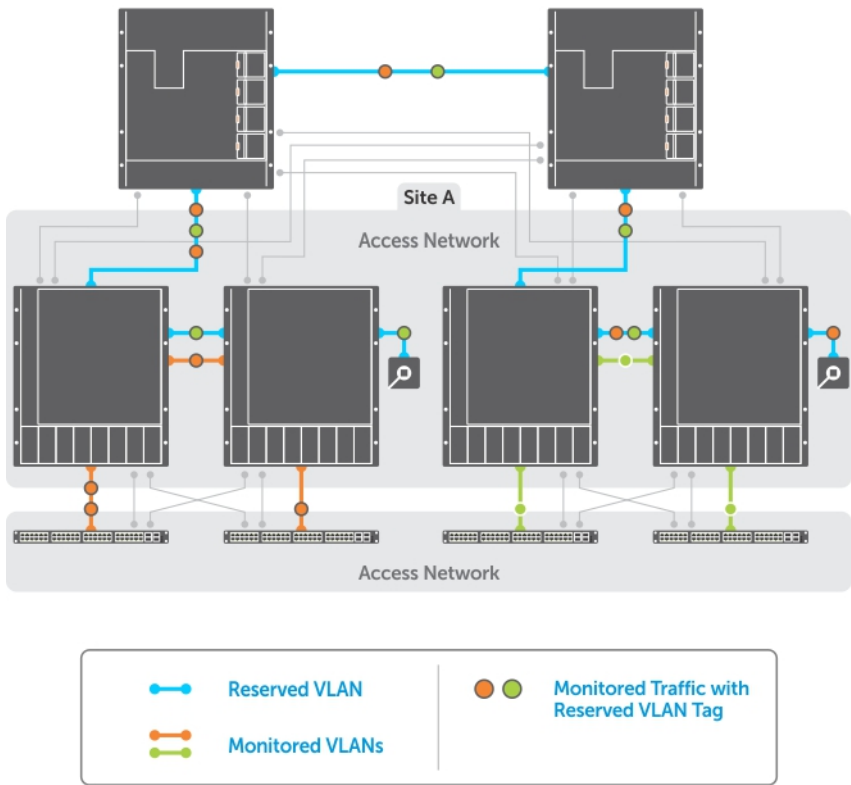 Site A
Access Network
Access Network
Reserved VLAN
Monitored VLANs
Monitored Traffic with
Reserved VLAN Tag